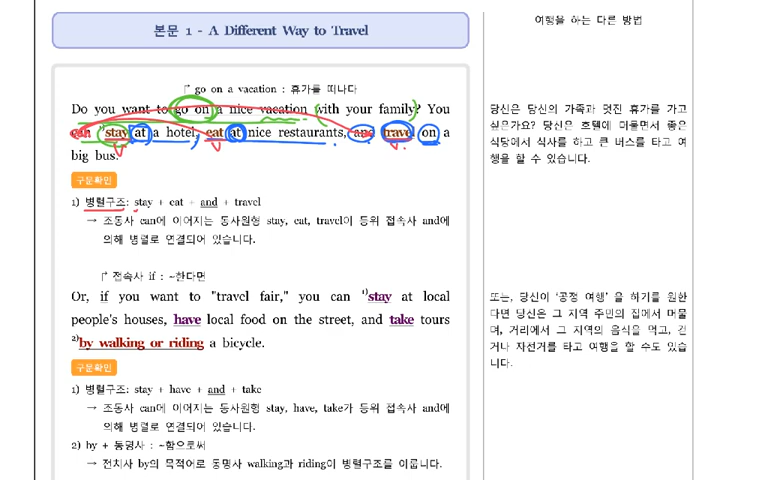 본문 1 - A Different Way to Travel
여행을 하는 다른 방법
┌ go on a vacation : 휴가를 떠나다
Do you want to go on a nice vacation (with your family)? You
can ¹⁾stay at a hotel, eat at nice restaurants, and travel on a
big bus.
당신은 당신의 가족과 멋진 휴가를 가고
싶은가요? 당신은 호텔에 머물면서 좋은
식당에서 식사를 하고 큰 버스를 타고 여
행을 할 수 있습니다.
구문확인
1) 병렬구조: stay + eat + and + travel
→ 조동사 can에 이어지는 동사원형 stay, eat, travel이 등위 접속사 and에
의해 병렬로 연결되어 있습니다.
┌ 접속사 if : ~한다면
Or, if you want to "travel fair," you can ¹⁾stay at local
people's houses, have local food on the street, and take tours
²⁾by walking or riding a bicycle.
또는, 당신이 '공정 여행' 을 하기를 원한
다면 당신은 그 지역 주민의 집에서 머물
며, 거리에서 그 지역의 음식을 먹고, 걷
거나 자전거를 타고 여행을 할 수도 있습
니다.
구문확인
1) 병렬구조: stay + have + and + take
→ 조동사 can에 이어지는 동사원형 stay, have, take가 등위 접속사 and에
의해 병렬로 연결되어 있습니다.
2) by + 동명사 : ~함으로써
→ 전치사 by의 목적어로 동명사 walking과 riding이 병렬구조를 이룹니다.